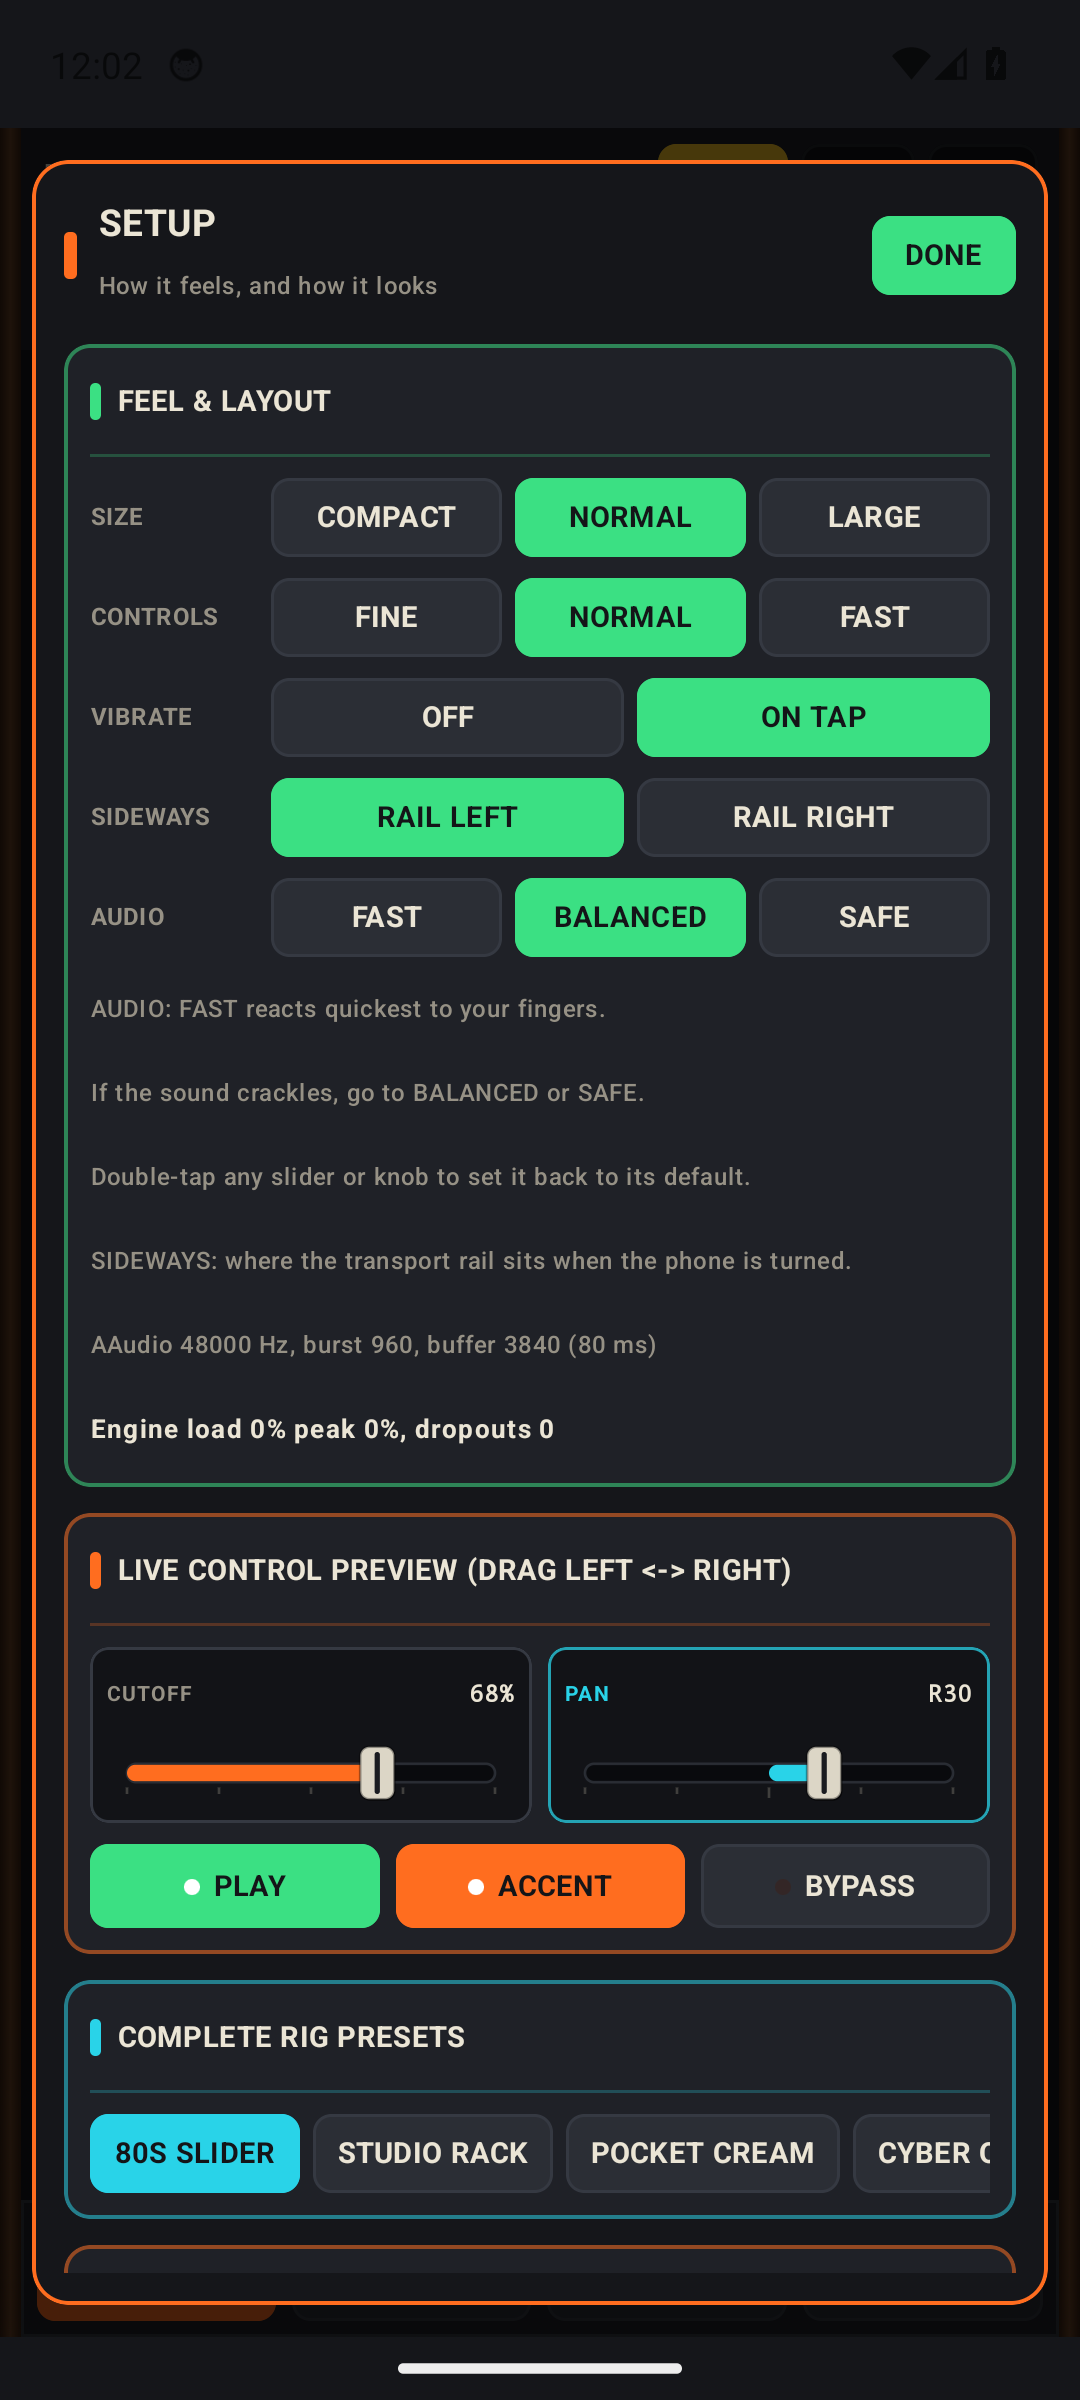 12:02
SETUP
How it feels, and how it looks
DONE
FEEL & LAYOUT
SIZE
COMPACT
NORMAL
LARGE
CONTROLS
FINE
NORMAL
FAST
VIBRATE
OFF
ON TAP
SIDEWAYS
RAIL LEFT
RAIL RIGHT
AUDIO
FAST
BALANCED
SAFE
AUDIO: FAST reacts quickest to your fingers.
If the sound crackles, go to BALANCED or SAFE.
Double-tap any slider or knob to set it back to its default.
SIDEWAYS: where the transport rail sits when the phone is turned.
AAudio 48000 Hz, burst 960, buffer 3840 (80 ms)
Engine load 0% peak 0%, dropouts 0
LIVE CONTROL PREVIEW (DRAG LEFT <-> RIGHT)
CUTOFF
68%
PAN
R30
PLAY
ACCENT
BYPASS
COMPLETE RIG PRESETS
80S SLIDER
STUDIO RACK
POCKET CREAM
CYBER